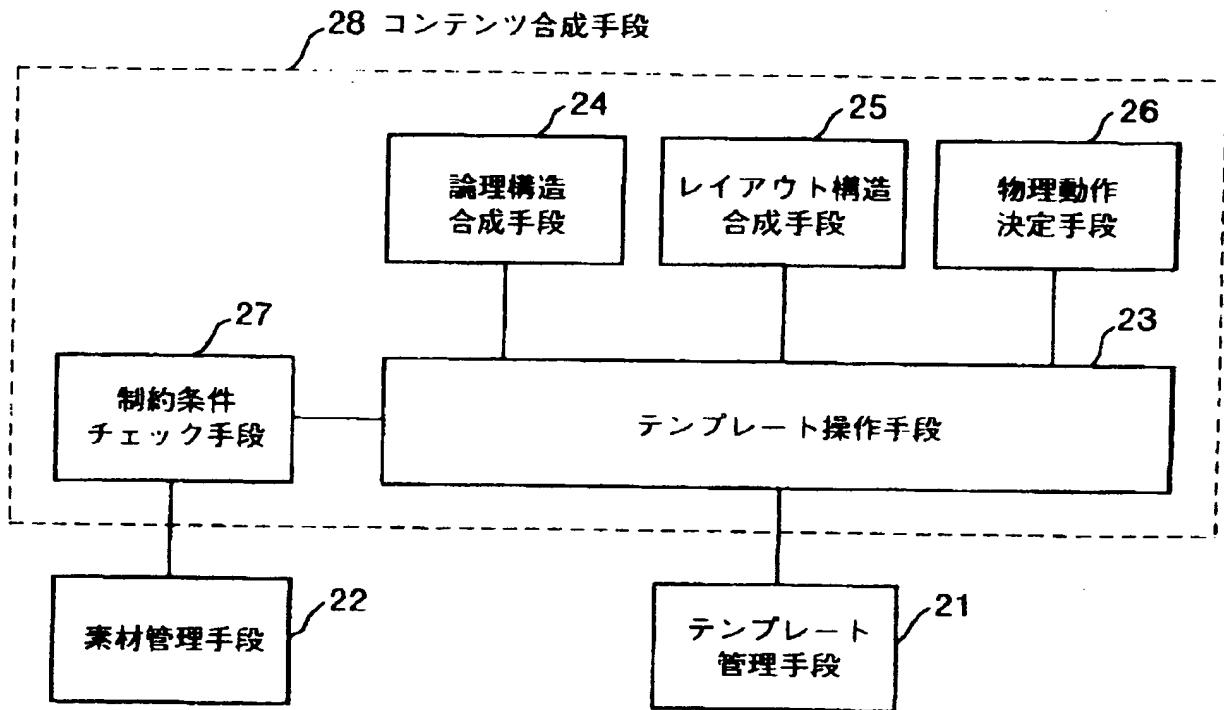 28 コンテンツ合成手段
24
25
26
論理構造
合成手段
レイアウト構造
合成手段
物理動作
決定手段
27
23
制約条件
チェック手段
テンプレート操作手段
22
素材管理手段
21
テンプレート
管理手段